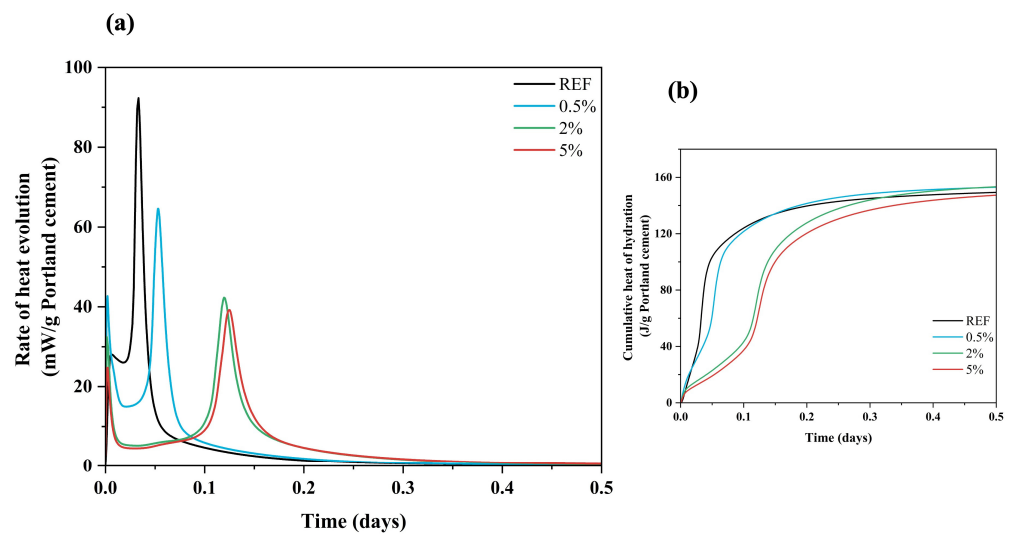 (a)
100
80
60
40
20
0
0.0 0.1 0.2 0.3 0.4 0.5
Time (days)
Rate of heat evolution
(mW/g Portland cement)
REF
0.5%
2%
5%
(b)
160
120
80
40
0
0.0 0.1 0.2 0.3 0.4 0.5
Time (days)
Cumulative heat of hydration
(J/g Portland cement)
REF
0.5%
2%
5%